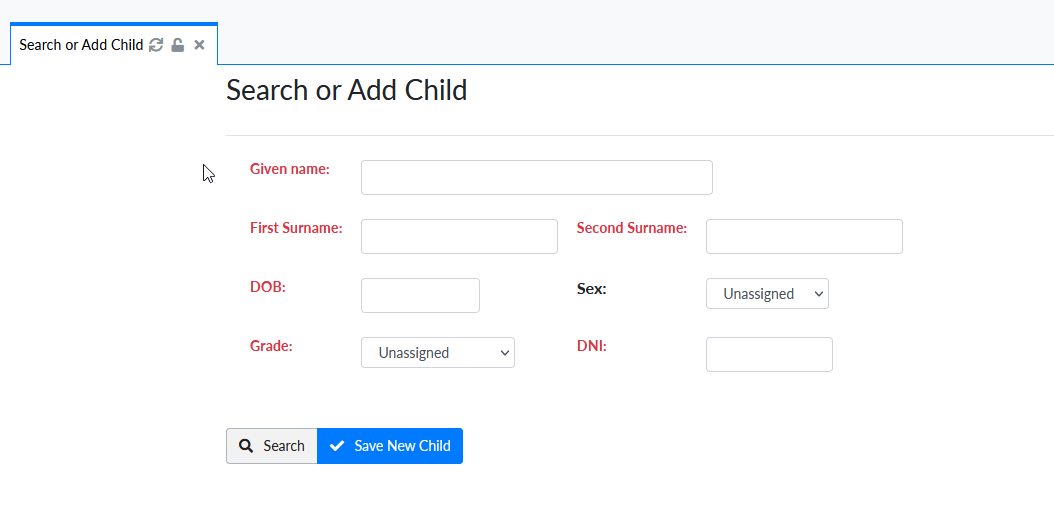 Search or Add Child
Search or Add Child
Given name:
First Surname: Second Surname:
DOB: Sex: Unassigned
Grade: Unassigned DNI:
Search Save New Child